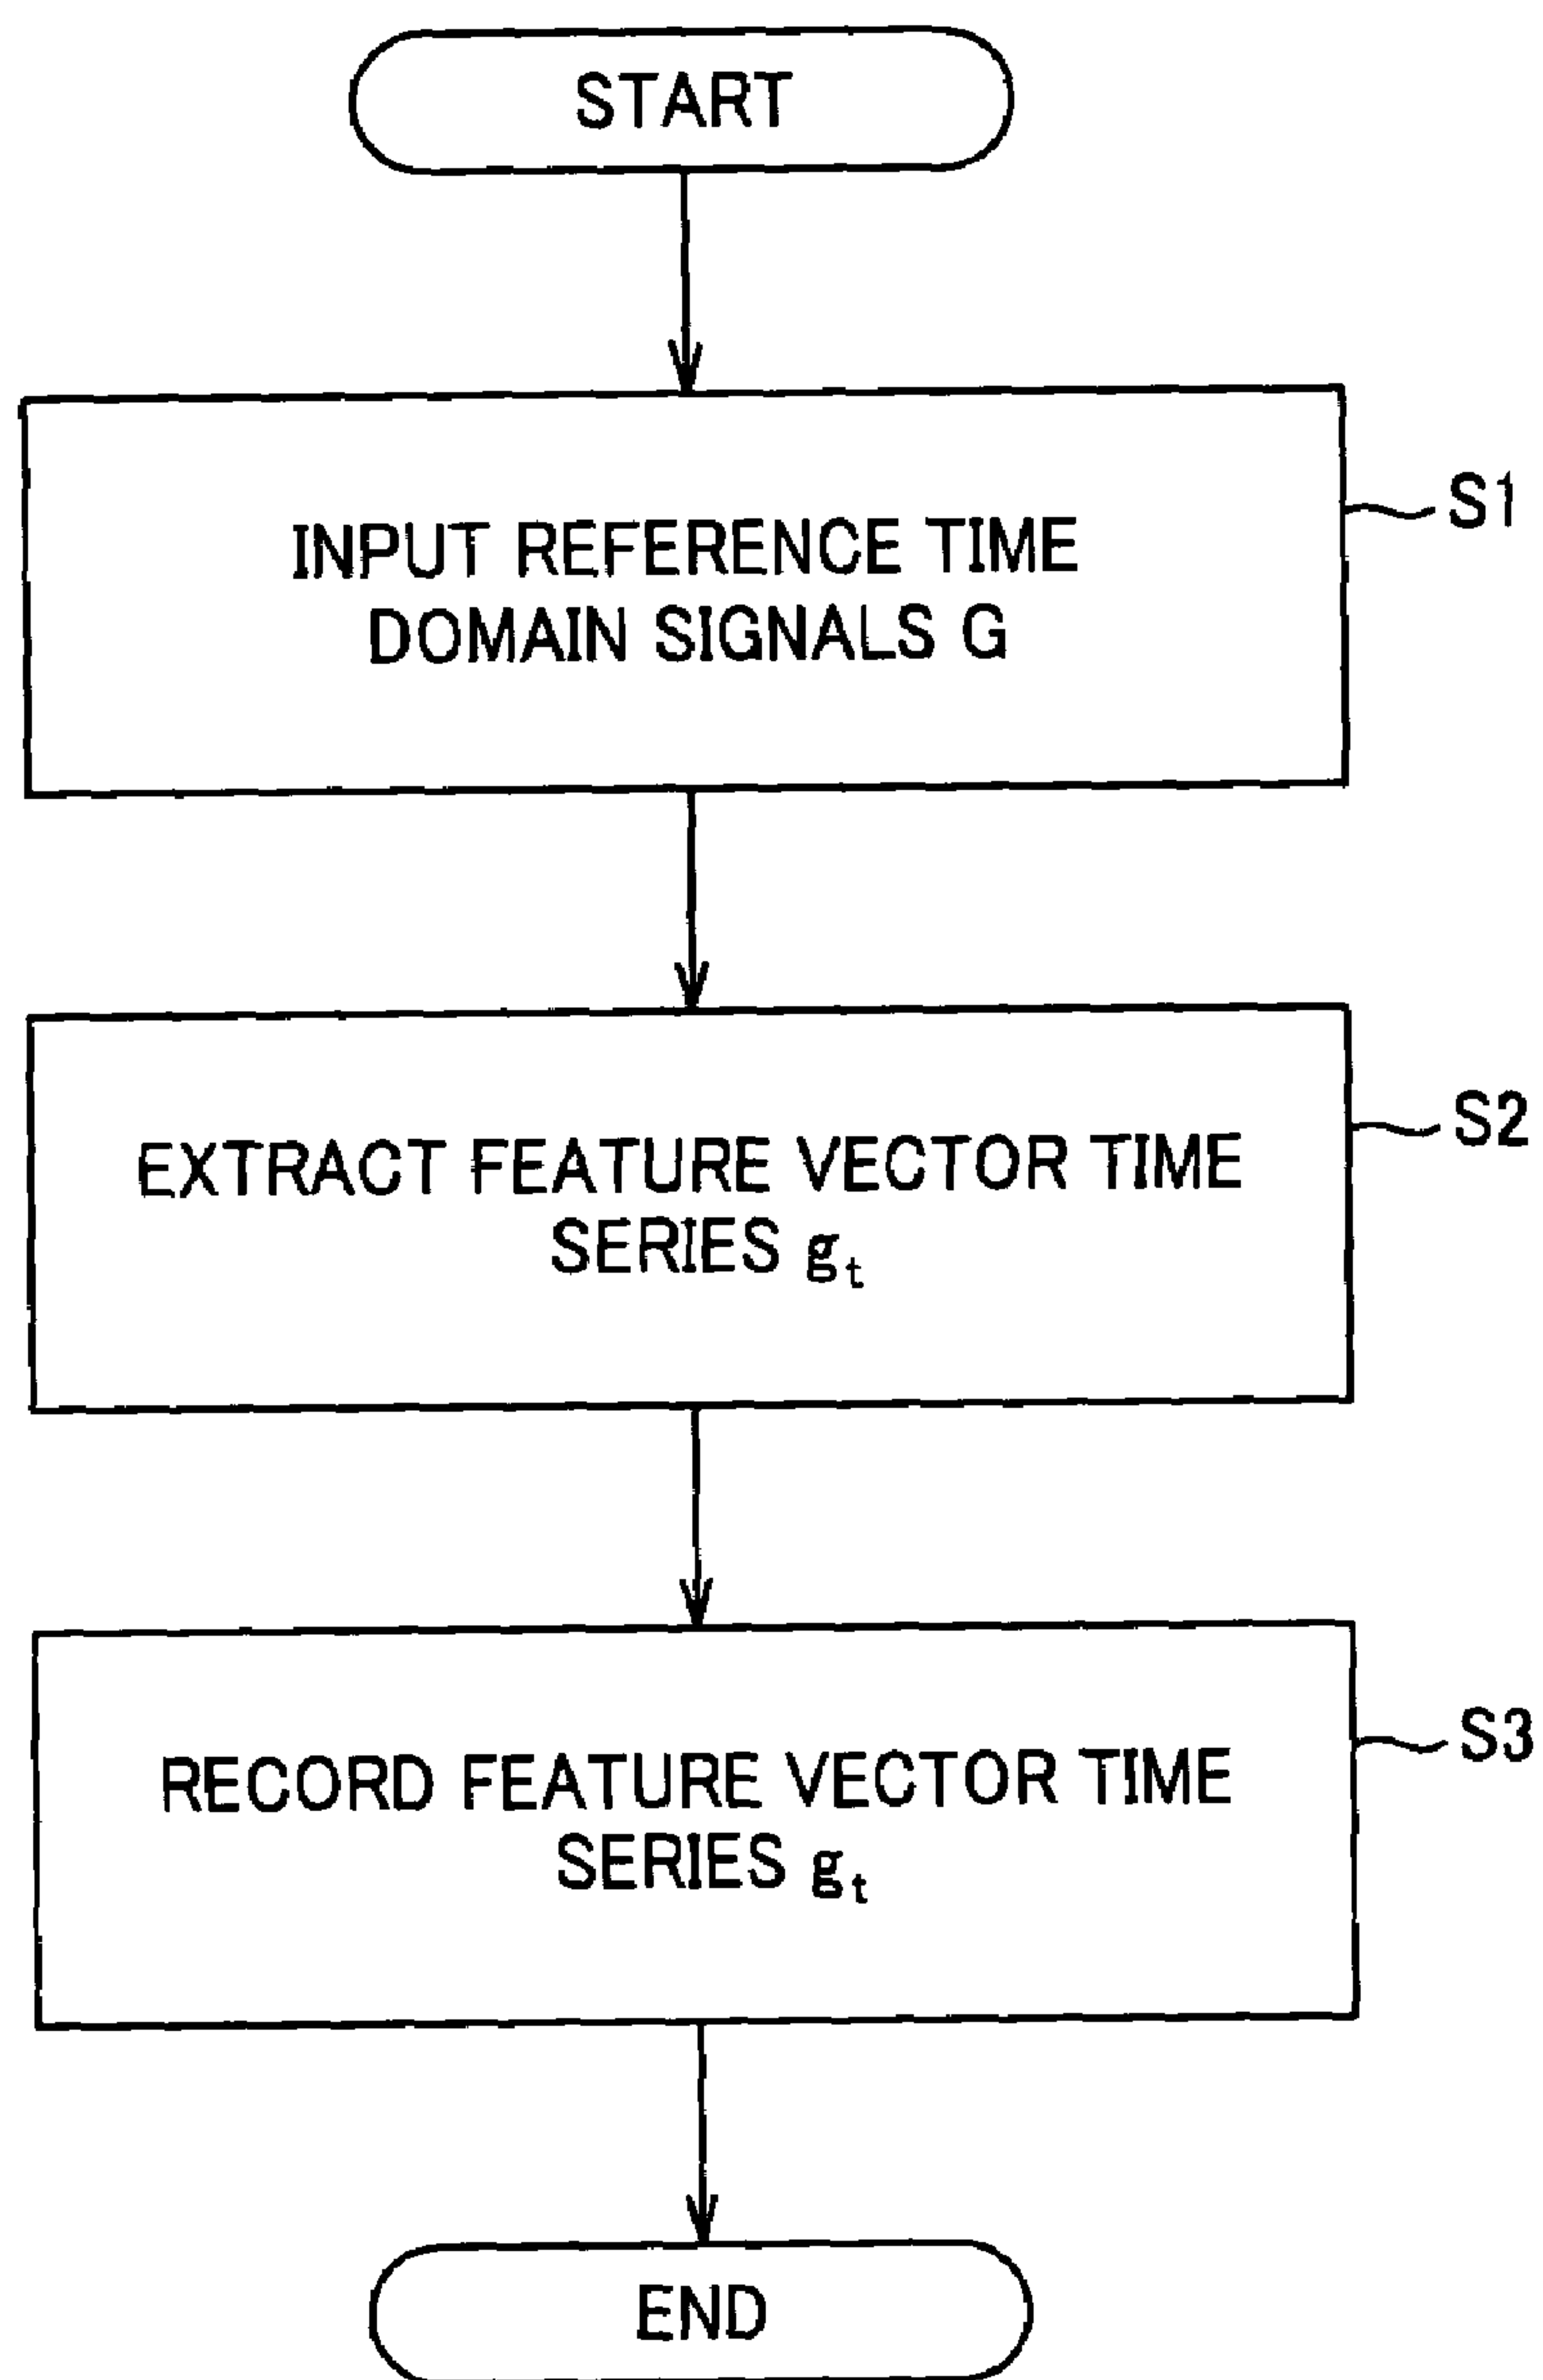 START
INPUT REFERENCE TIME
DOMAIN SIGNALS G
S1
EXTRACT FEATURE VECTOR TIME
SERIES gt
S2
RECORD FEATURE VECTOR TIME
SERIES gt
S3
END